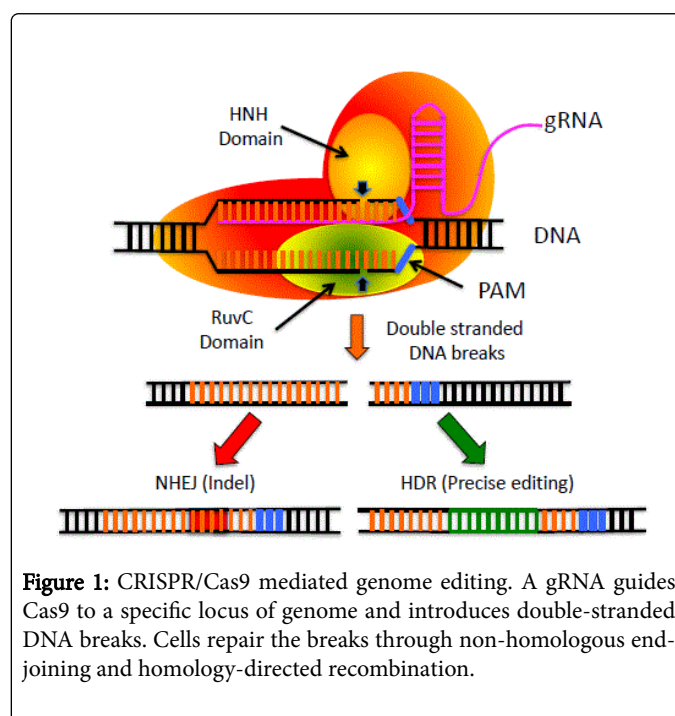 HNH
Domain
gRNA
DNA
PAM
RuvC
Domain
Double stranded
DNA breaks
NHEJ (Indel)
HDR (Precise editing)
Figure 1: CRISPR/Cas9 mediated genome editing. A gRNA guides
Cas9 to a specific locus of genome and introduces double-stranded
DNA breaks. Cells repair the breaks through non-homologous end-
joining and homology-directed recombination.